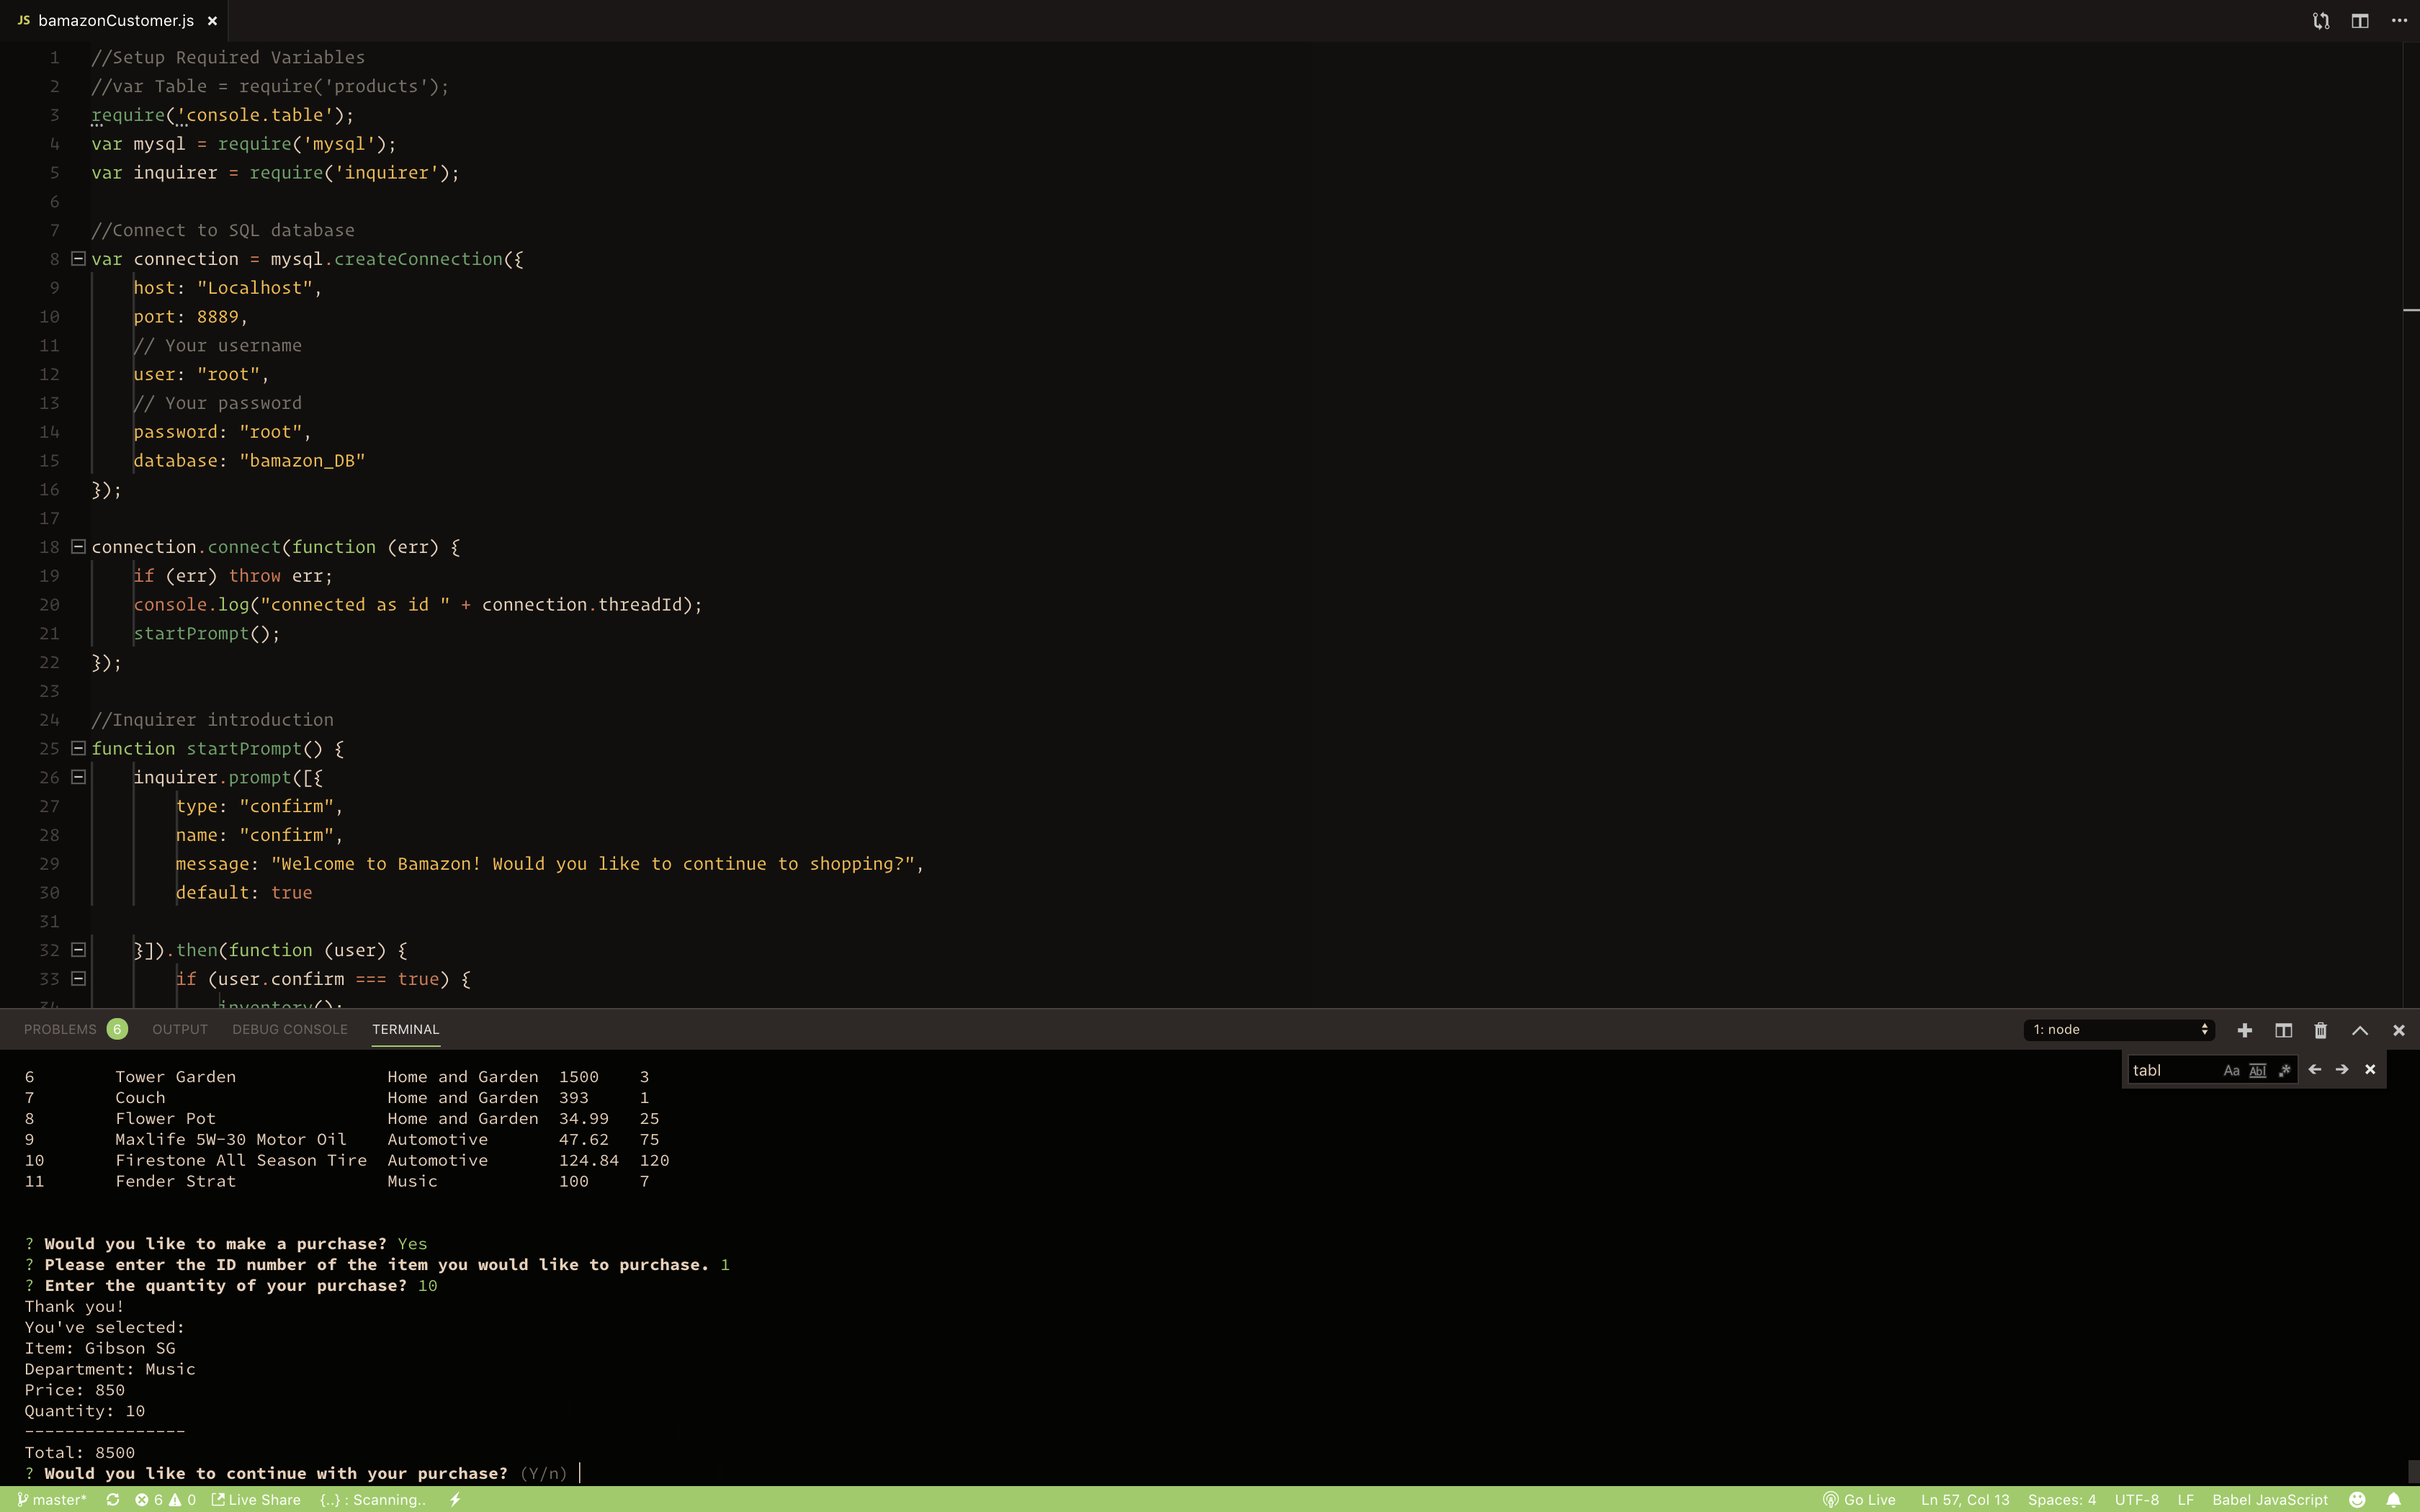 JS bamazonCustomer.js ×
1 //Setup Required Variables
2 //var Table = require('products');
3 require('console.table');
4 var mysql = require('mysql');
5 var inquirer = require('inquirer');
6
7 //Connect to SQL database
8 var connection = mysql.createConnection({
9     host: "Localhost",
10     port: 8889,
11     // Your username
12     user: "root",
13     // Your password
14     password: "root",
15     database: "bamazon_DB"
16 });
17
18 connection.connect(function (err) {
19     if (err) throw err;
20     console.log("connected as id " + connection.threadId);
21     startPrompt();
22 });
23
24 //Inquirer introduction
25 function startPrompt() {
26     inquirer.prompt([{
27         type: "confirm",
28         name: "confirm",
29         message: "Welcome to Bamazon! Would you like to continue to shopping?",
30         default: true
31
32     }]).then(function (user) {
33         if (user.confirm === true) {
34             inventory();
PROBLEMS 6 OUTPUT DEBUG CONSOLE TERMINAL 1: node
tabl Aa Abl .*
6 Tower Garden Home and Garden 1500 3
7 Couch Home and Garden 393 1
8 Flower Pot Home and Garden 34.99 25
9 Maxlife 5W-30 Motor Oil Automotive 47.62 75
10 Firestone All Season Tire Automotive 124.84 120
11 Fender Strat Music 100 7
? Would you like to make a purchase? Yes
? Please enter the ID number of the item you would like to purchase. 1
? Enter the quantity of your purchase? 10
Thank you!
You've selected:
Item: Gibson SG
Department: Music
Price: 850
Quantity: 10
----------------
Total: 8500
? Would you like to continue with your purchase? (Y/n)
master* 6 0 Live Share {..} : Scanning.. Go Live Ln 57, Col 13 Spaces: 4 UTF-8 LF Babel JavaScript